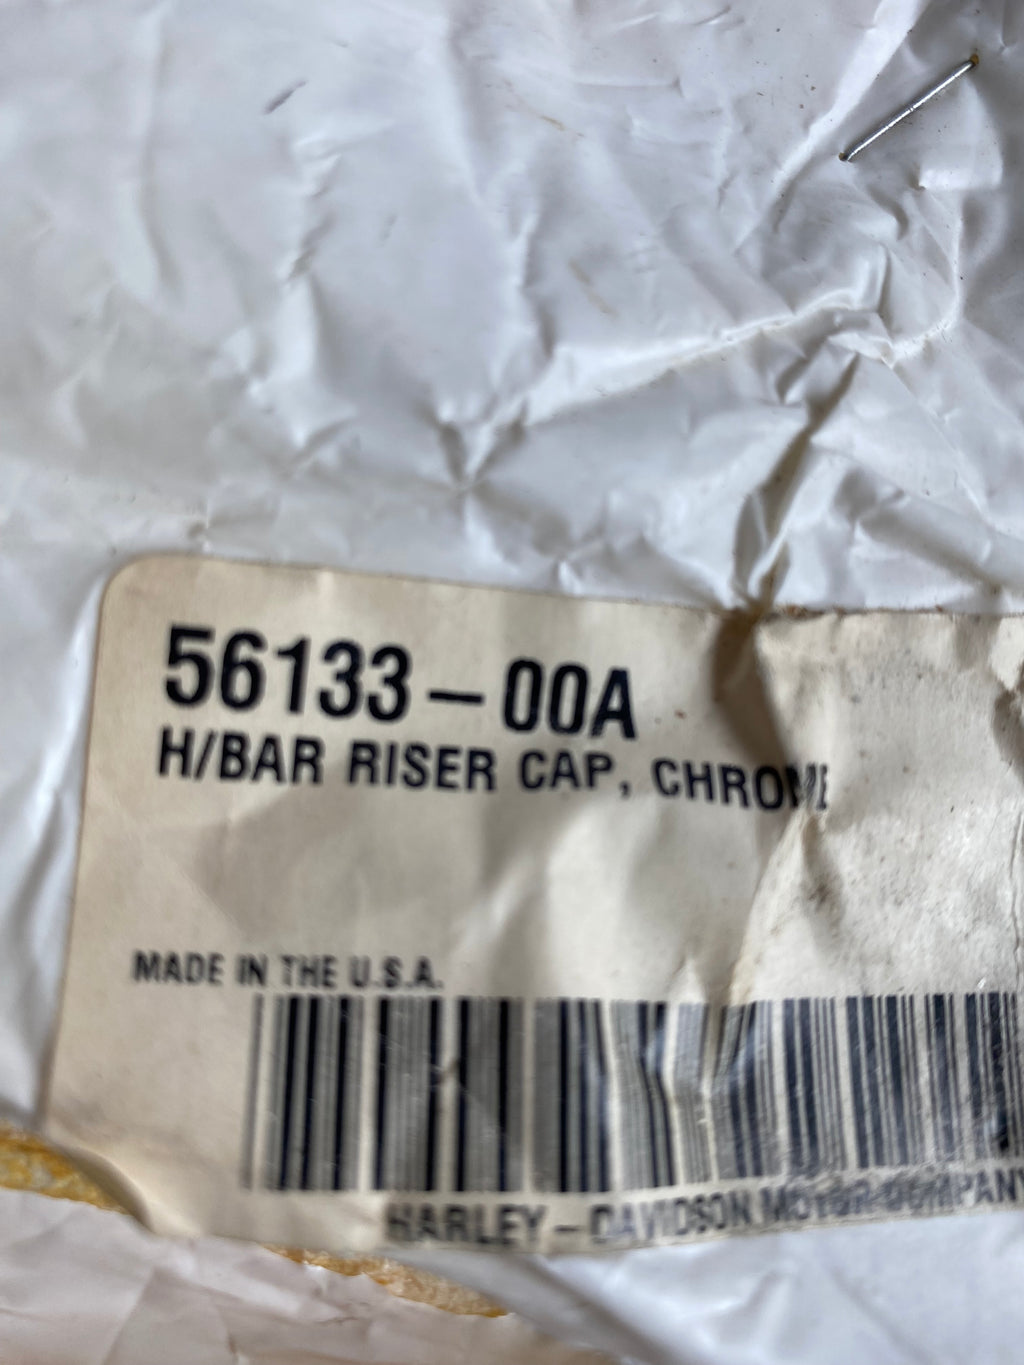 56133-00A
H/BAR RISER CAP, CHROME
MADE IN THE U.S.A.
HARLEY-DAVIDSON MOTOR COMPANY